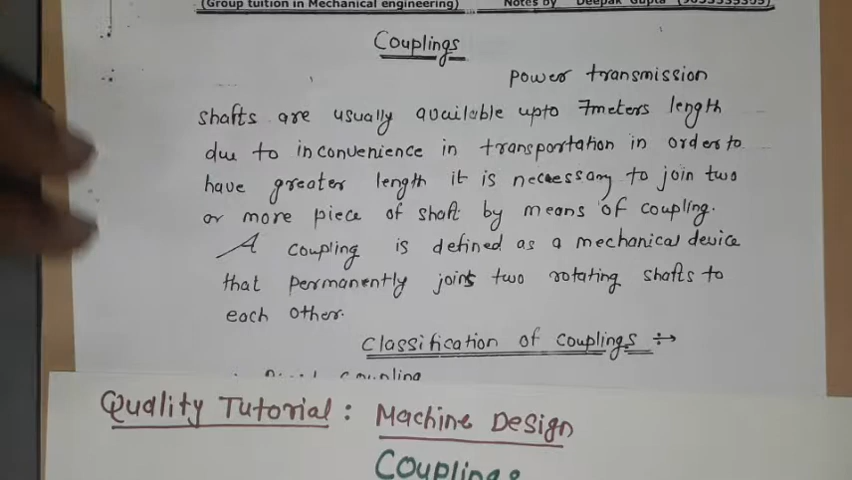 (Group tuition in Mechanical engineering) Notes by Deepak Gupta
Couplings
power transmission
shafts are usually available upto 7meters length
due to inconvenience in transportation in order to
have greater length it is necessary to join two
or more piece of shaft by means of coupling.
A coupling is defined as a mechanical device
that permanently joins two rotating shafts to
each other.
Classification of couplings :→
coupling
Quality Tutorial : Machine Design
Couplings